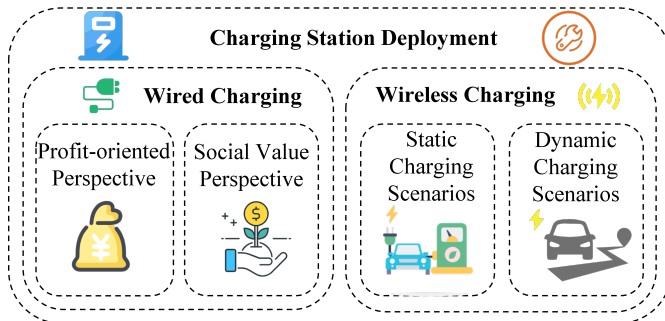 Charging Station Deployment
Wired Charging
Profit-oriented
Perspective
¥
Social Value
Perspective
$
Wireless Charging
Static
Charging
Scenarios
Dynamic
Charging
Scenarios